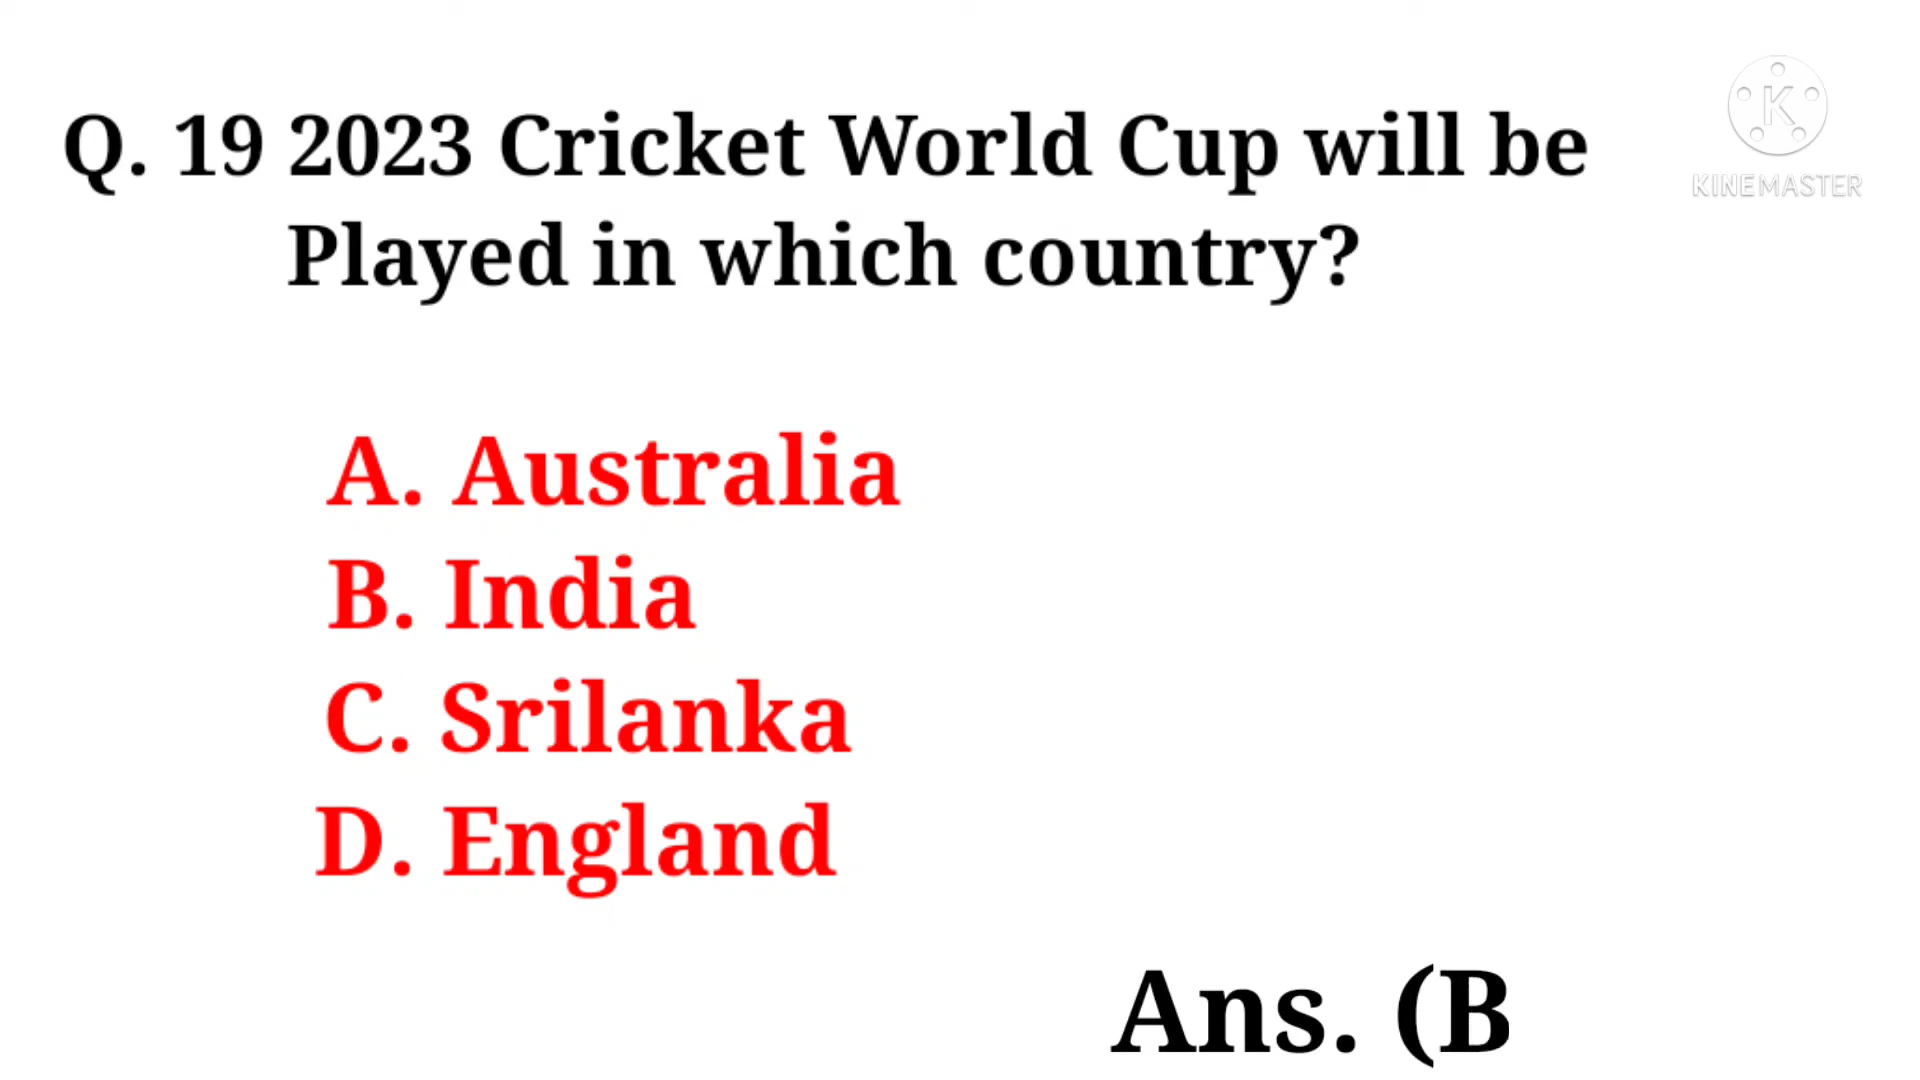 Q. 19 2023 Cricket World Cup will be
Played in which country?
KINEMASTER
A. Australia
B. India
C. Srilanka
D. England
Ans. (B